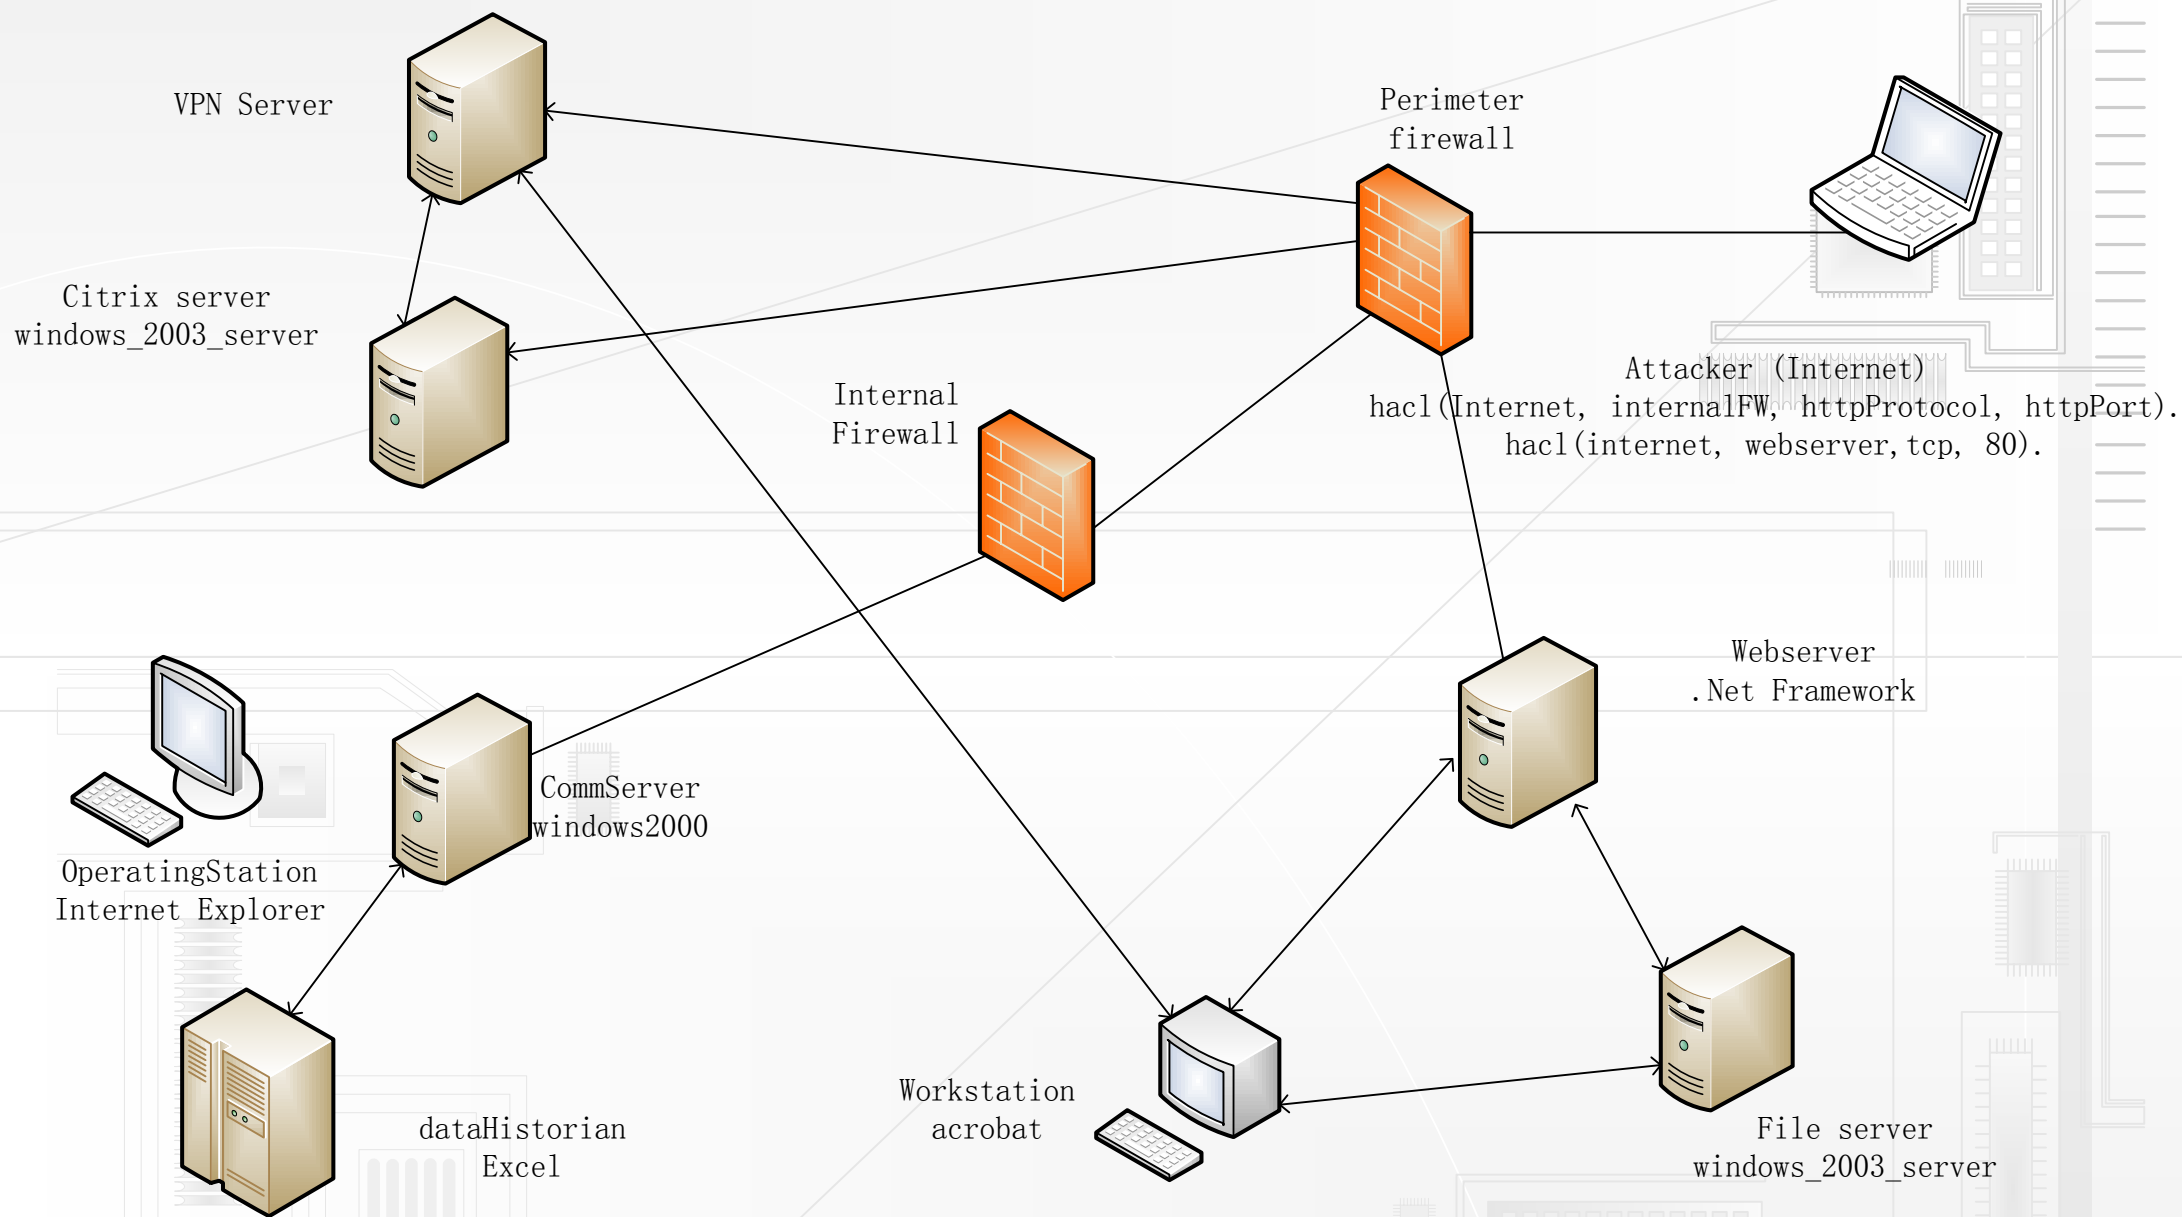 VPN Server
Perimeter
firewall
Citrix server
windows_2003_server
Attacker (Internet)
hacl(Internet, internalFW, httpProtocol, httpPort).
hacl(internet, webserver,tcp, 80).
Internal
Firewall
Webserver
.Net Framework
CommServer
windows2000
OperatingStation
Internet Explorer
Workstation
acrobat
dataHistorian
Excel
File server
windows_2003_server